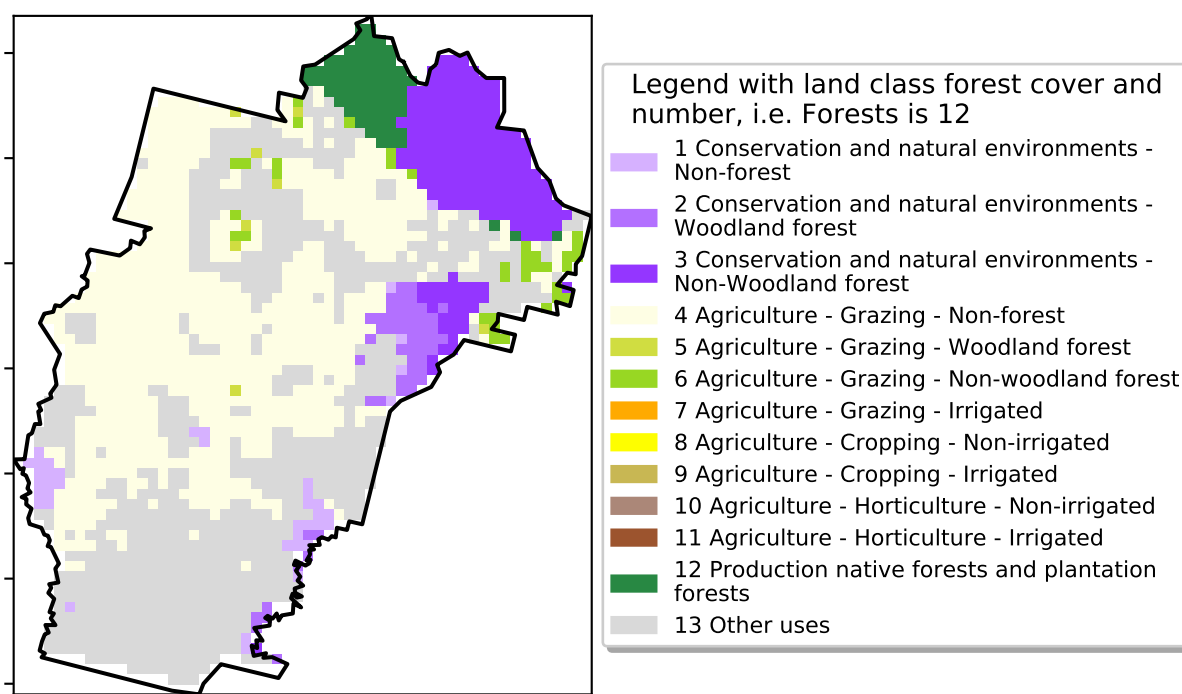 Legend with land class forest cover and
number, i.e. Forests is 12
1 Conservation and natural environments -
Non-forest
2 Conservation and natural environments -
Woodland forest
3 Conservation and natural environments -
Non-Woodland forest
4 Agriculture - Grazing - Non-forest
5 Agriculture - Grazing - Woodland forest
6 Agriculture - Grazing - Non-woodland forest
7 Agriculture - Grazing - Irrigated
8 Agriculture - Cropping - Non-irrigated
9 Agriculture - Cropping - Irrigated
10 Agriculture - Horticulture - Non-irrigated
11 Agriculture - Horticulture - Irrigated
12 Production native forests and plantation
forests
13 Other uses